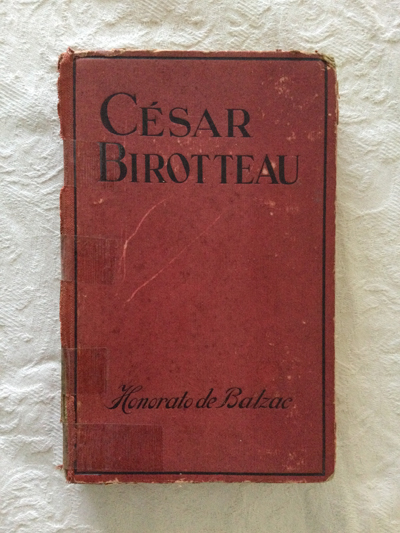 CÉSAR
BIROTTEAU
Honorato de Balzac